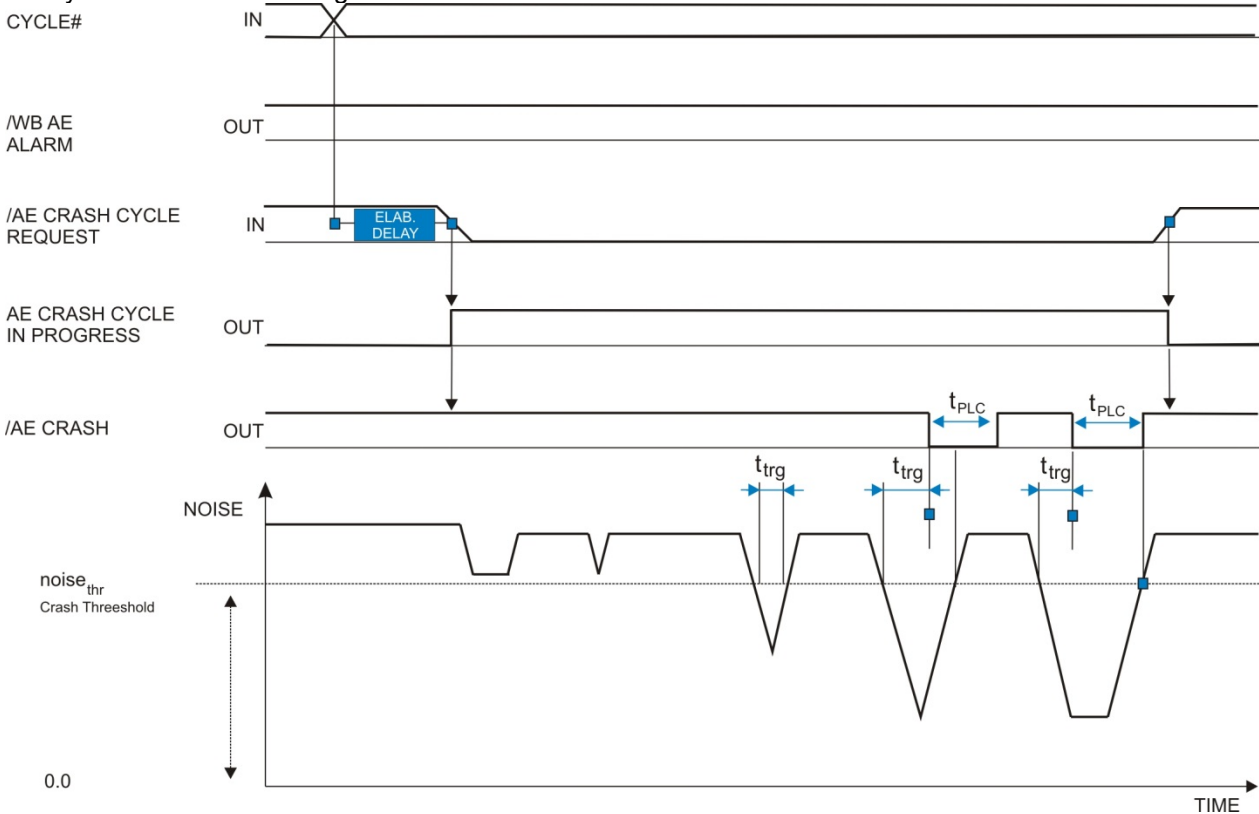 CYCLE# IN
/WB AE
ALARM
OUT
/AE CRASH CYCLE
REQUEST
IN
ELAB.
DELAY
AE CRASH CYCLE
IN PROGRESS
OUT
/AE CRASH OUT
tPLC tPLC
ttrg ttrg ttrg
NOISE
noisethr
Crash Threeshold
0.0
TIME